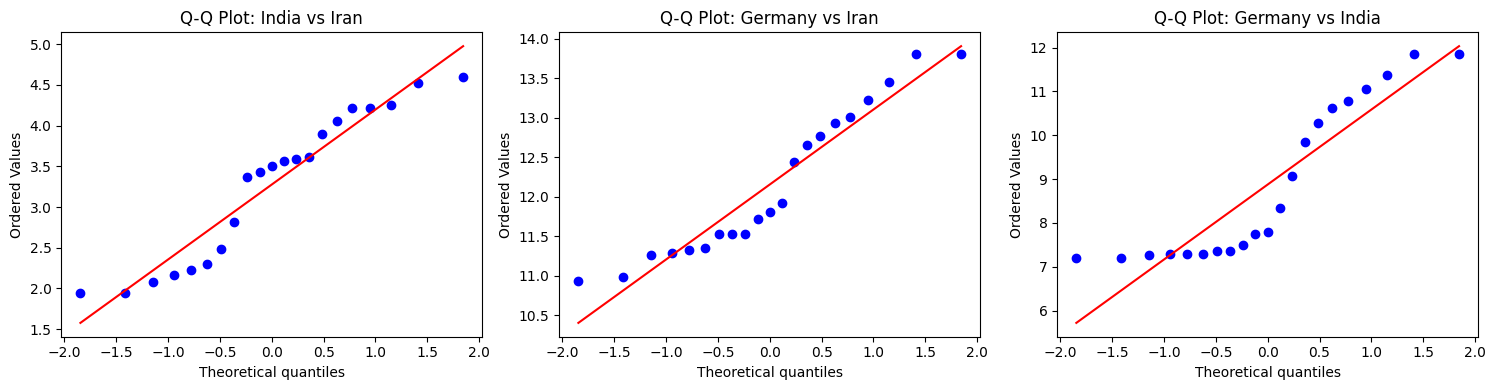 Q-Q Plot: India vs Iran
Ordered Values
5.0
4.5
4.0
3.5
3.0
2.5
2.0
1.5
−2.0 −1.5 −1.0 −0.5 0.0 0.5 1.0 1.5 2.0
Theoretical quantiles
Q-Q Plot: Germany vs Iran
Ordered Values
14.0
13.5
13.0
12.5
12.0
11.5
11.0
10.5
−2.0 −1.5 −1.0 −0.5 0.0 0.5 1.0 1.5 2.0
Theoretical quantiles
Q-Q Plot: Germany vs India
Ordered Values
12
11
10
9
8
7
6
−2.0 −1.5 −1.0 −0.5 0.0 0.5 1.0 1.5 2.0
Theoretical quantiles